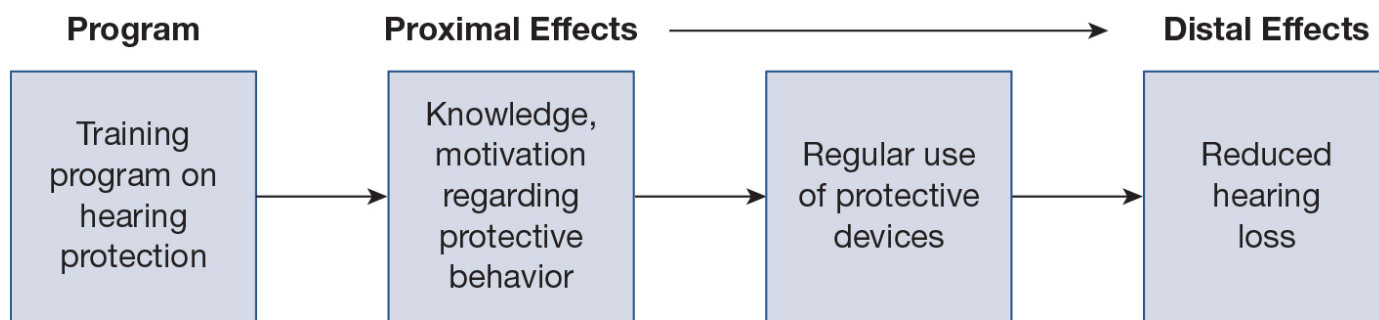 Program
Proximal Effects
Distal Effects
Training
program on
hearing
protection
Knowledge,
motivation
regarding
protective
behavior
Regular use
of protective
devices
Reduced
hearing
loss